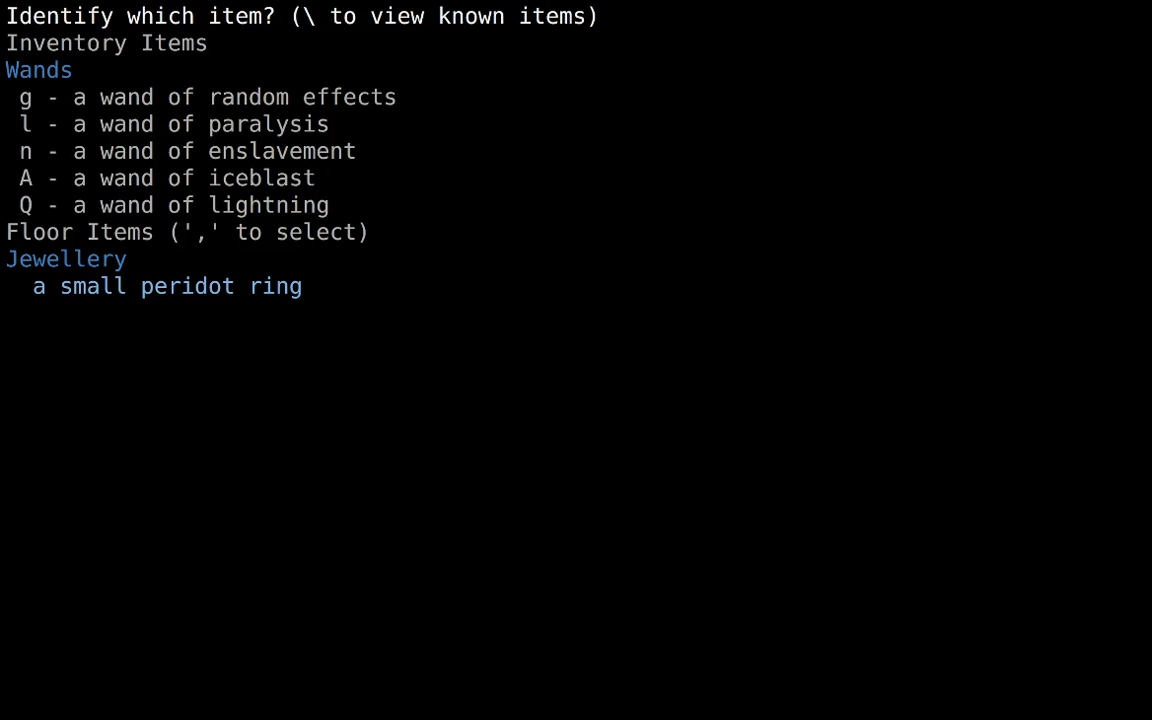 Identify which item? (\ to view known items)
Inventory Items
Wands
g - a wand of random effects
l - a wand of paralysis
n - a wand of enslavement
A - a wand of iceblast
Q - a wand of lightning
Floor Items (',' to select)
Jewellery
a small peridot ring